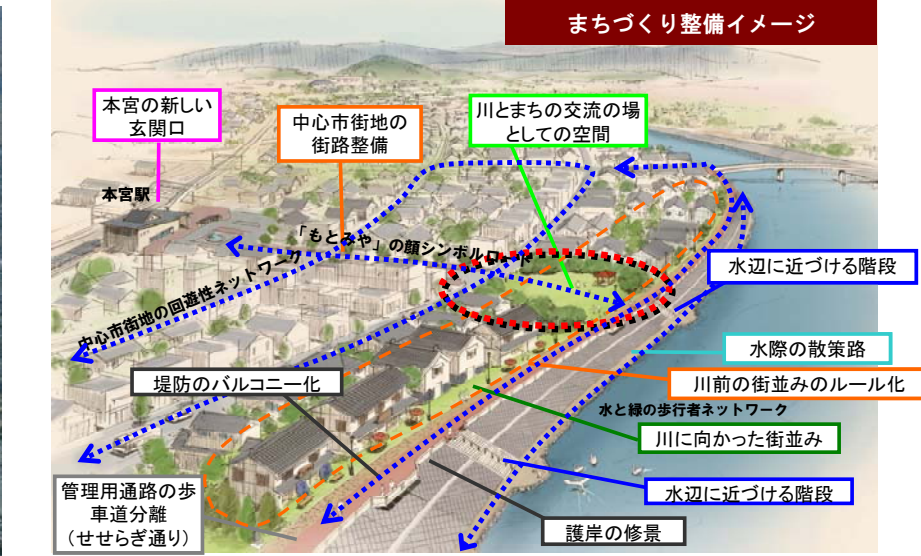 まちづくり整備イメージ
本宮の新しい
玄関口
中心市街地の
街路整備
川とまちの交流の場
としての空間
本宮駅
「もとみや」の顔シンボルロード
中心市街地の回遊性ネットワーク
水辺に近づける階段
水際の散策路
堤防のバルコニー化
川前の街並みのルール化
水と緑の歩行者ネットワーク
川に向かった街並み
管理用通路の歩
車道分離
(せせらぎ通り)
水辺に近づける階段
護岸の修景